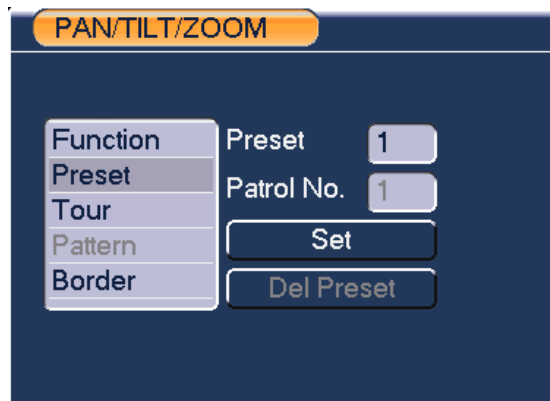 PAN/TILT/ZOOM
Function
Preset
Tour
Pattern
Border
Preset 1
Patrol No. 1
Set
Del Preset